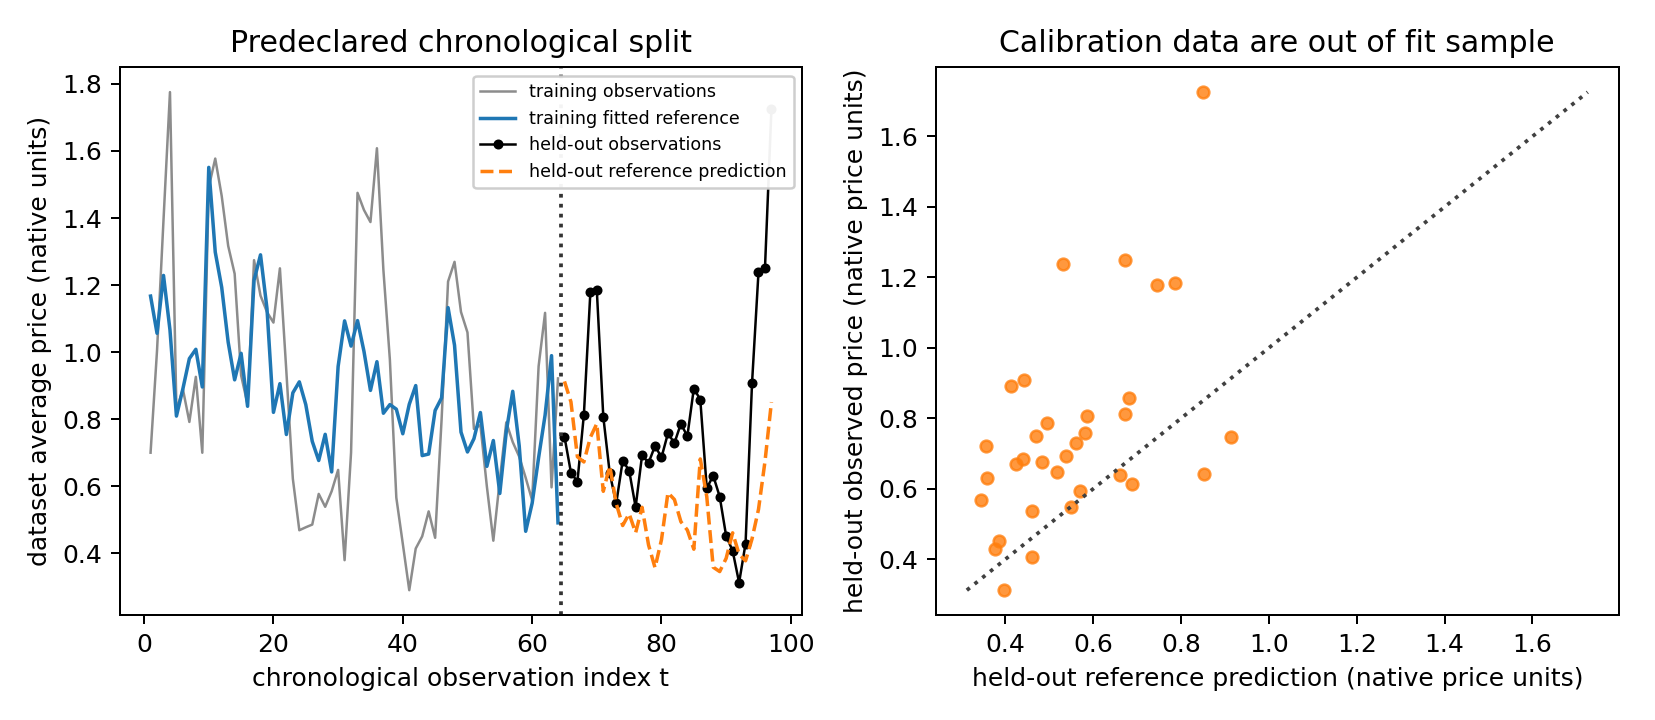 Predeclared chronological split
dataset average price (native units)
1.8
1.6
1.4
1.2
1.0
0.8
0.6
0.4
training observations
training fitted reference
held-out observations
held-out reference prediction
0 20 40 60 80 100
chronological observation index t
Calibration data are out of fit sample
held-out observed price (native price units)
1.6
1.4
1.2
1.0
0.8
0.6
0.4
0.4 0.6 0.8 1.0 1.2 1.4 1.6
held-out reference prediction (native price units)